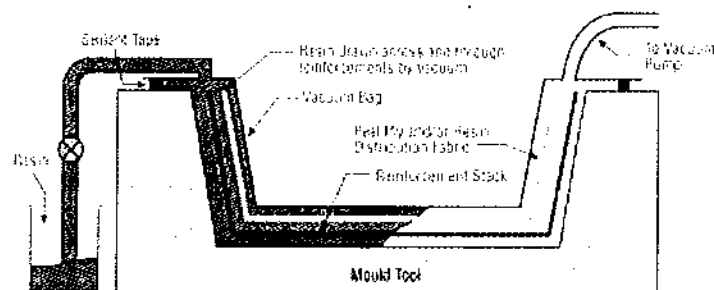 Sealant Tape
Resin drawn across and through
reinforcements by vacuum
To Vacuum
Pump
Vacuum Bag
Peel Ply and/or Resin
Distribution Fabric
Resin
Reinforcement Stack
Mould Tool